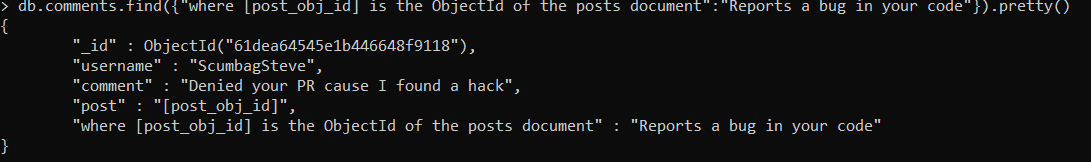 > db.comments.find({"where [post_obj_id] is the ObjectId of the posts document":"Reports a bug in your code"}).pretty()
{
        "_id" : ObjectId("61dea64545e1b446648f9118"),
        "username" : "ScumbagSteve",
        "comment" : "Denied your PR cause I found a hack",
        "post" : "[post_obj_id]",
        "where [post_obj_id] is the ObjectId of the posts document" : "Reports a bug in your code"
}